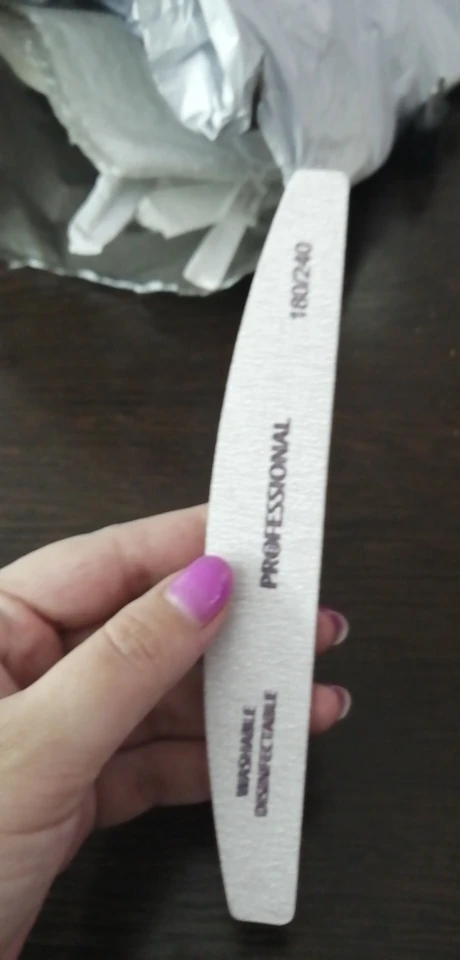 180/240
PROFESSIONAL
WASHABLE
DISINFECTABLE